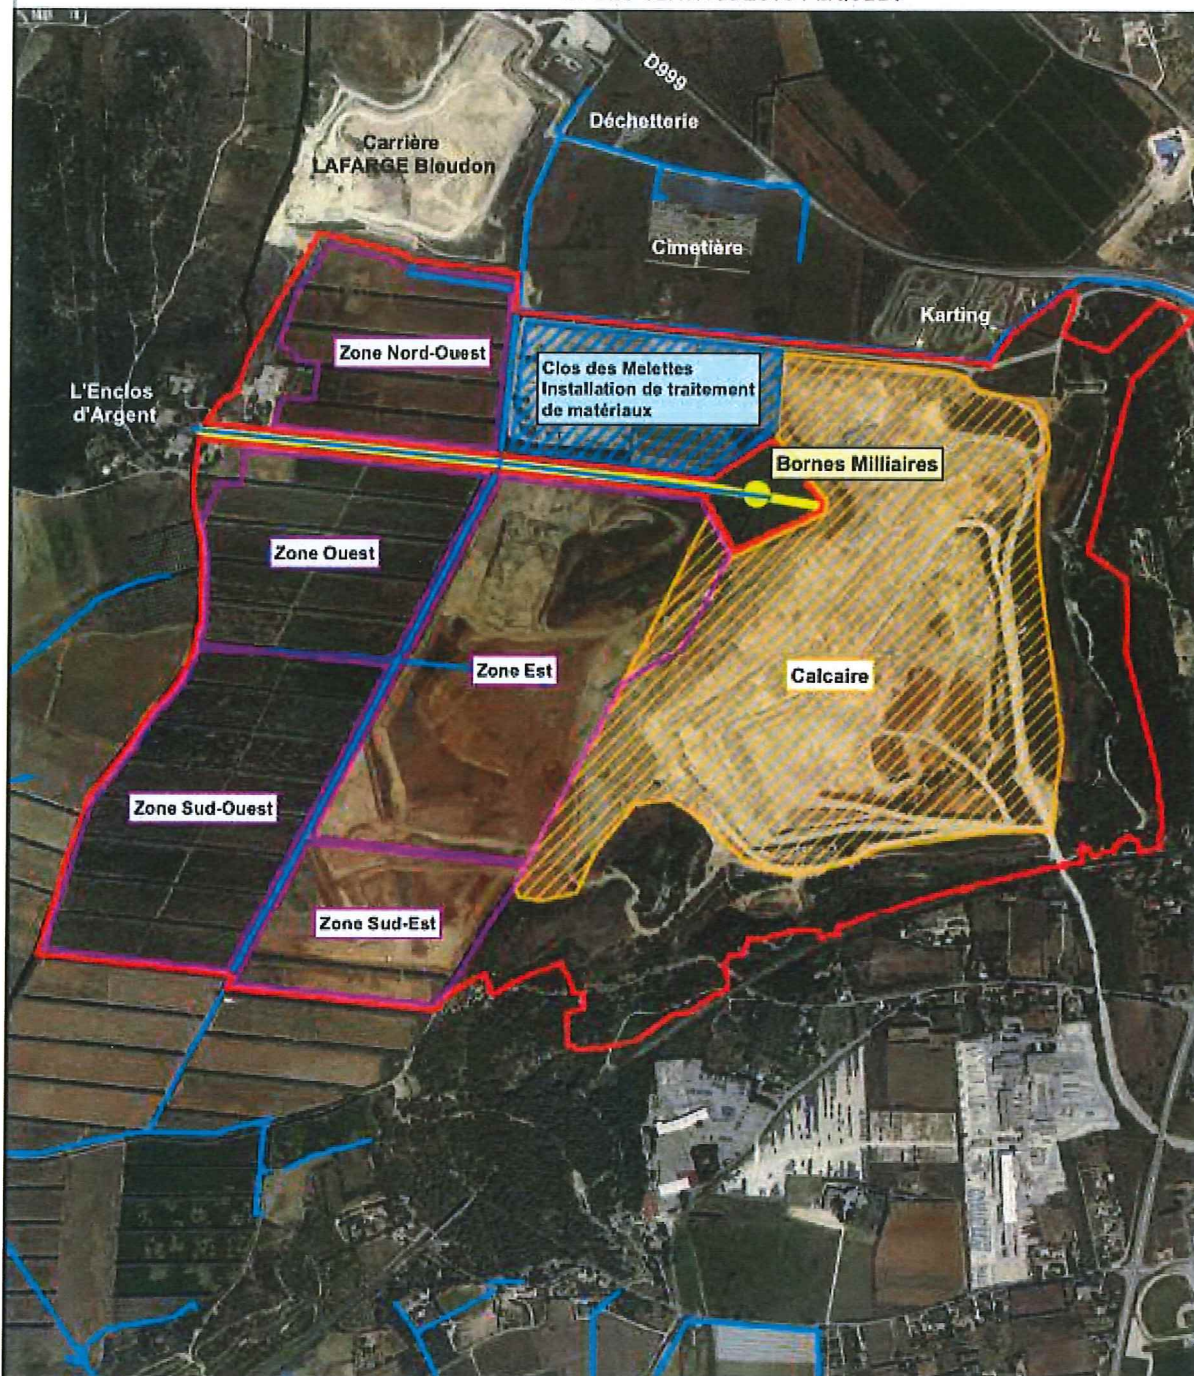 D999
Déchetterie
Carrière
LAFARGE Bleudon
Cimetière
Karting
Zone Nord-Ouest
Clos des Melettes
Installation de traitement
de matériaux
L'Enclos
d'Argent
Bornes Milliaires
Zone Ouest
Zone Est
Calcaire
Zone Sud-Ouest
Zone Sud-Est